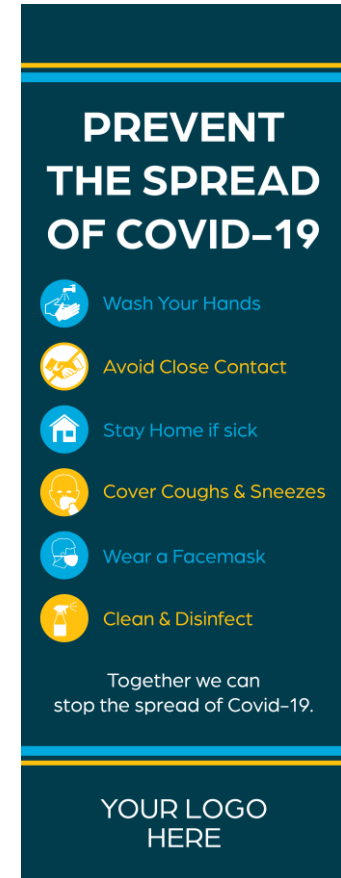 PREVENT
THE SPREAD
OF COVID-19
Wash Your Hands
Avoid Close Contact
Stay Home if sick
Cover Coughs & Sneezes
Wear a Facemask
Clean & Disinfect
Together we can
stop the spread of Covid-19.
YOUR LOGO
HERE